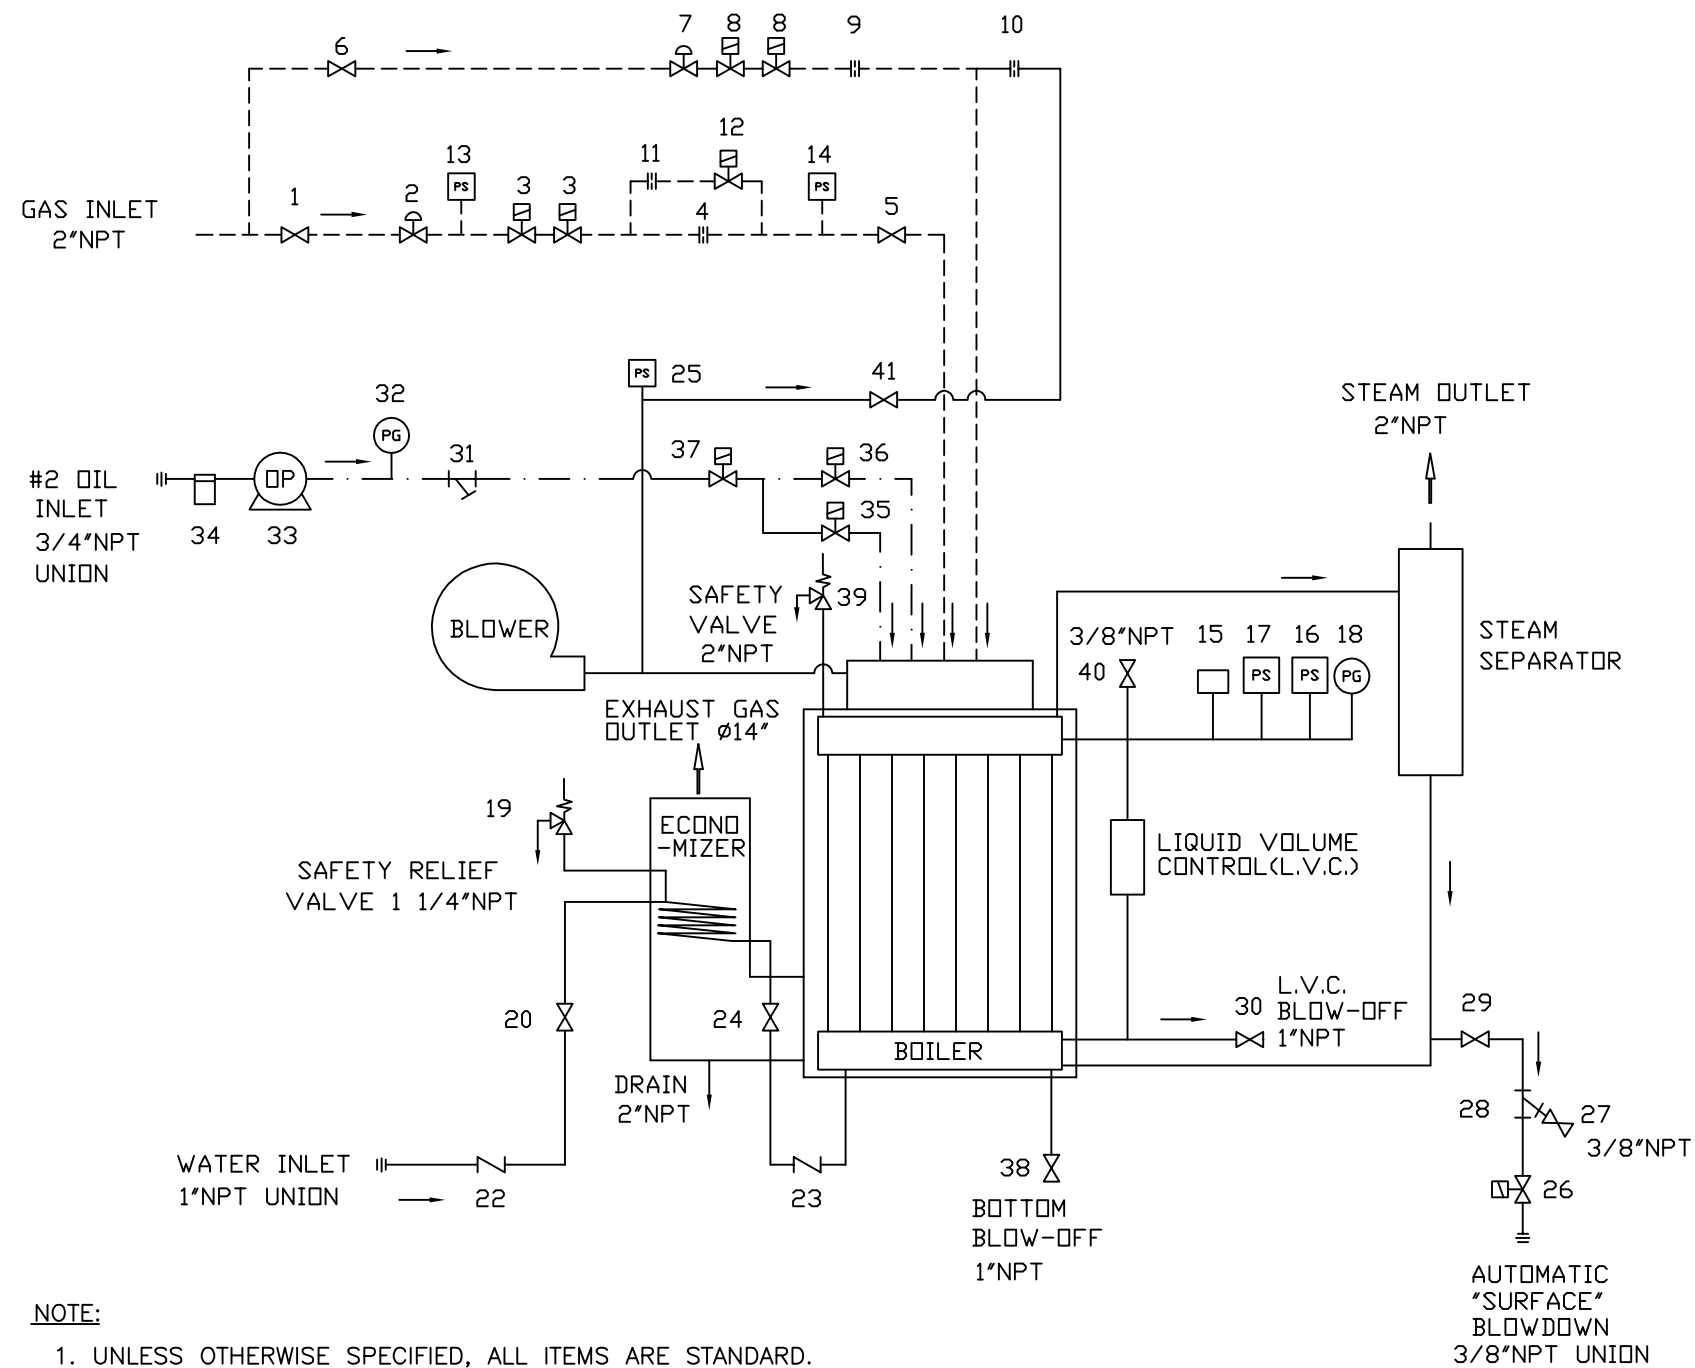 6
7
8
8
9
10
13
11
12
14
PS
PS
1
2
3
3
4
5
GAS INLET
2"NPT
PS
25
41
STEAM OUTLET
2"NPT
32
PG
31
37
36
35
#2 OIL
INLET
3/4"NPT
UNION
OP
34
33
BLOWER
SAFETY
VALVE
2"NPT
39
3/8"NPT
40
15
17
16
18
PS
PS
PG
STEAM
SEPARATOR
EXHAUST GAS
OUTLET ø14"
19
ECONO
-MIZER
SAFETY RELIEF
VALVE 1 1/4"NPT
LIQUID VOLUME
CONTROL(L.V.C.)
20
24
30
L.V.C.
BLOW-OFF
1"NPT
29
BOILER
DRAIN
2"NPT
28
27
3/8"NPT
WATER INLET
1"NPT UNION
22
23
38
BOTTOM
BLOW-OFF
1"NPT
26
AUTOMATIC
"SURFACE"
BLOWDOWN
3/8"NPT UNION
NOTE:
1. UNLESS OTHERWISE SPECIFIED, ALL ITEMS ARE STANDARD.